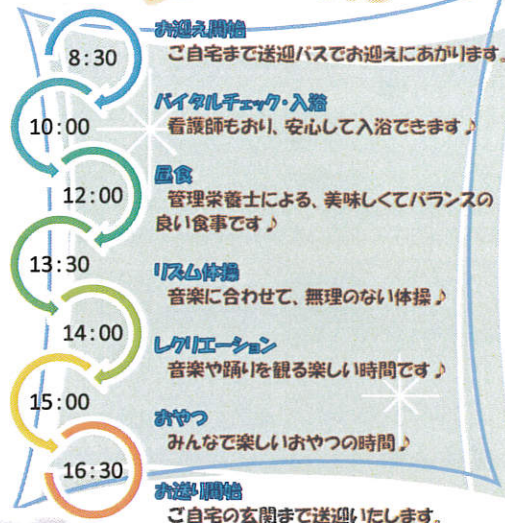 お迎え開始
8:30
ご自宅まで送迎バスでお迎えにあがります。
バイタルチェック・入浴
10:00
看護師もおり、安心して入浴できます♪
昼食
12:00
管理栄養士による、美味しくてバランスの
良い食事です♪
13:30
リズム体操
音楽に合わせて、無理のない体操♪
14:00
レクリエーション
音楽や踊りを観る楽しい時間です♪
15:00
おやつ
みんなで楽しいおやつの時間♪
16:30
お送り開始
ご自宅の玄関まで送迎いたします。